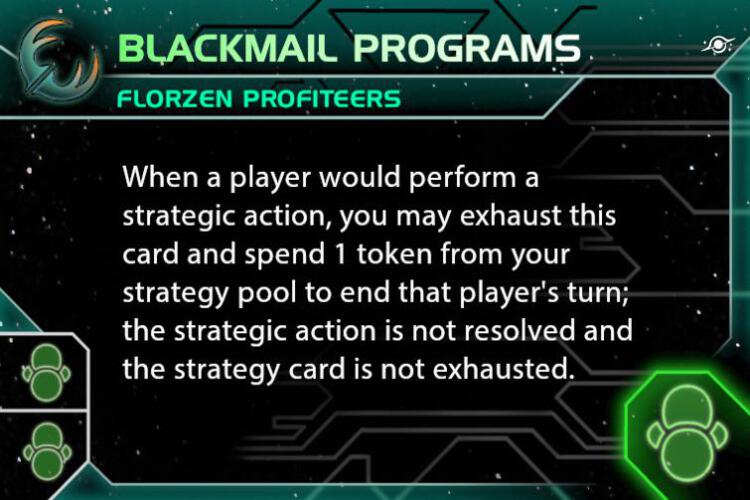 BLACKMAIL PROGRAMS
FLORZEN PROFITEERS
When a player would perform a
strategic action, you may exhaust this
card and spend 1 token from your
strategy pool to end that player's turn;
the strategic action is not resolved and
the strategy card is not exhausted.